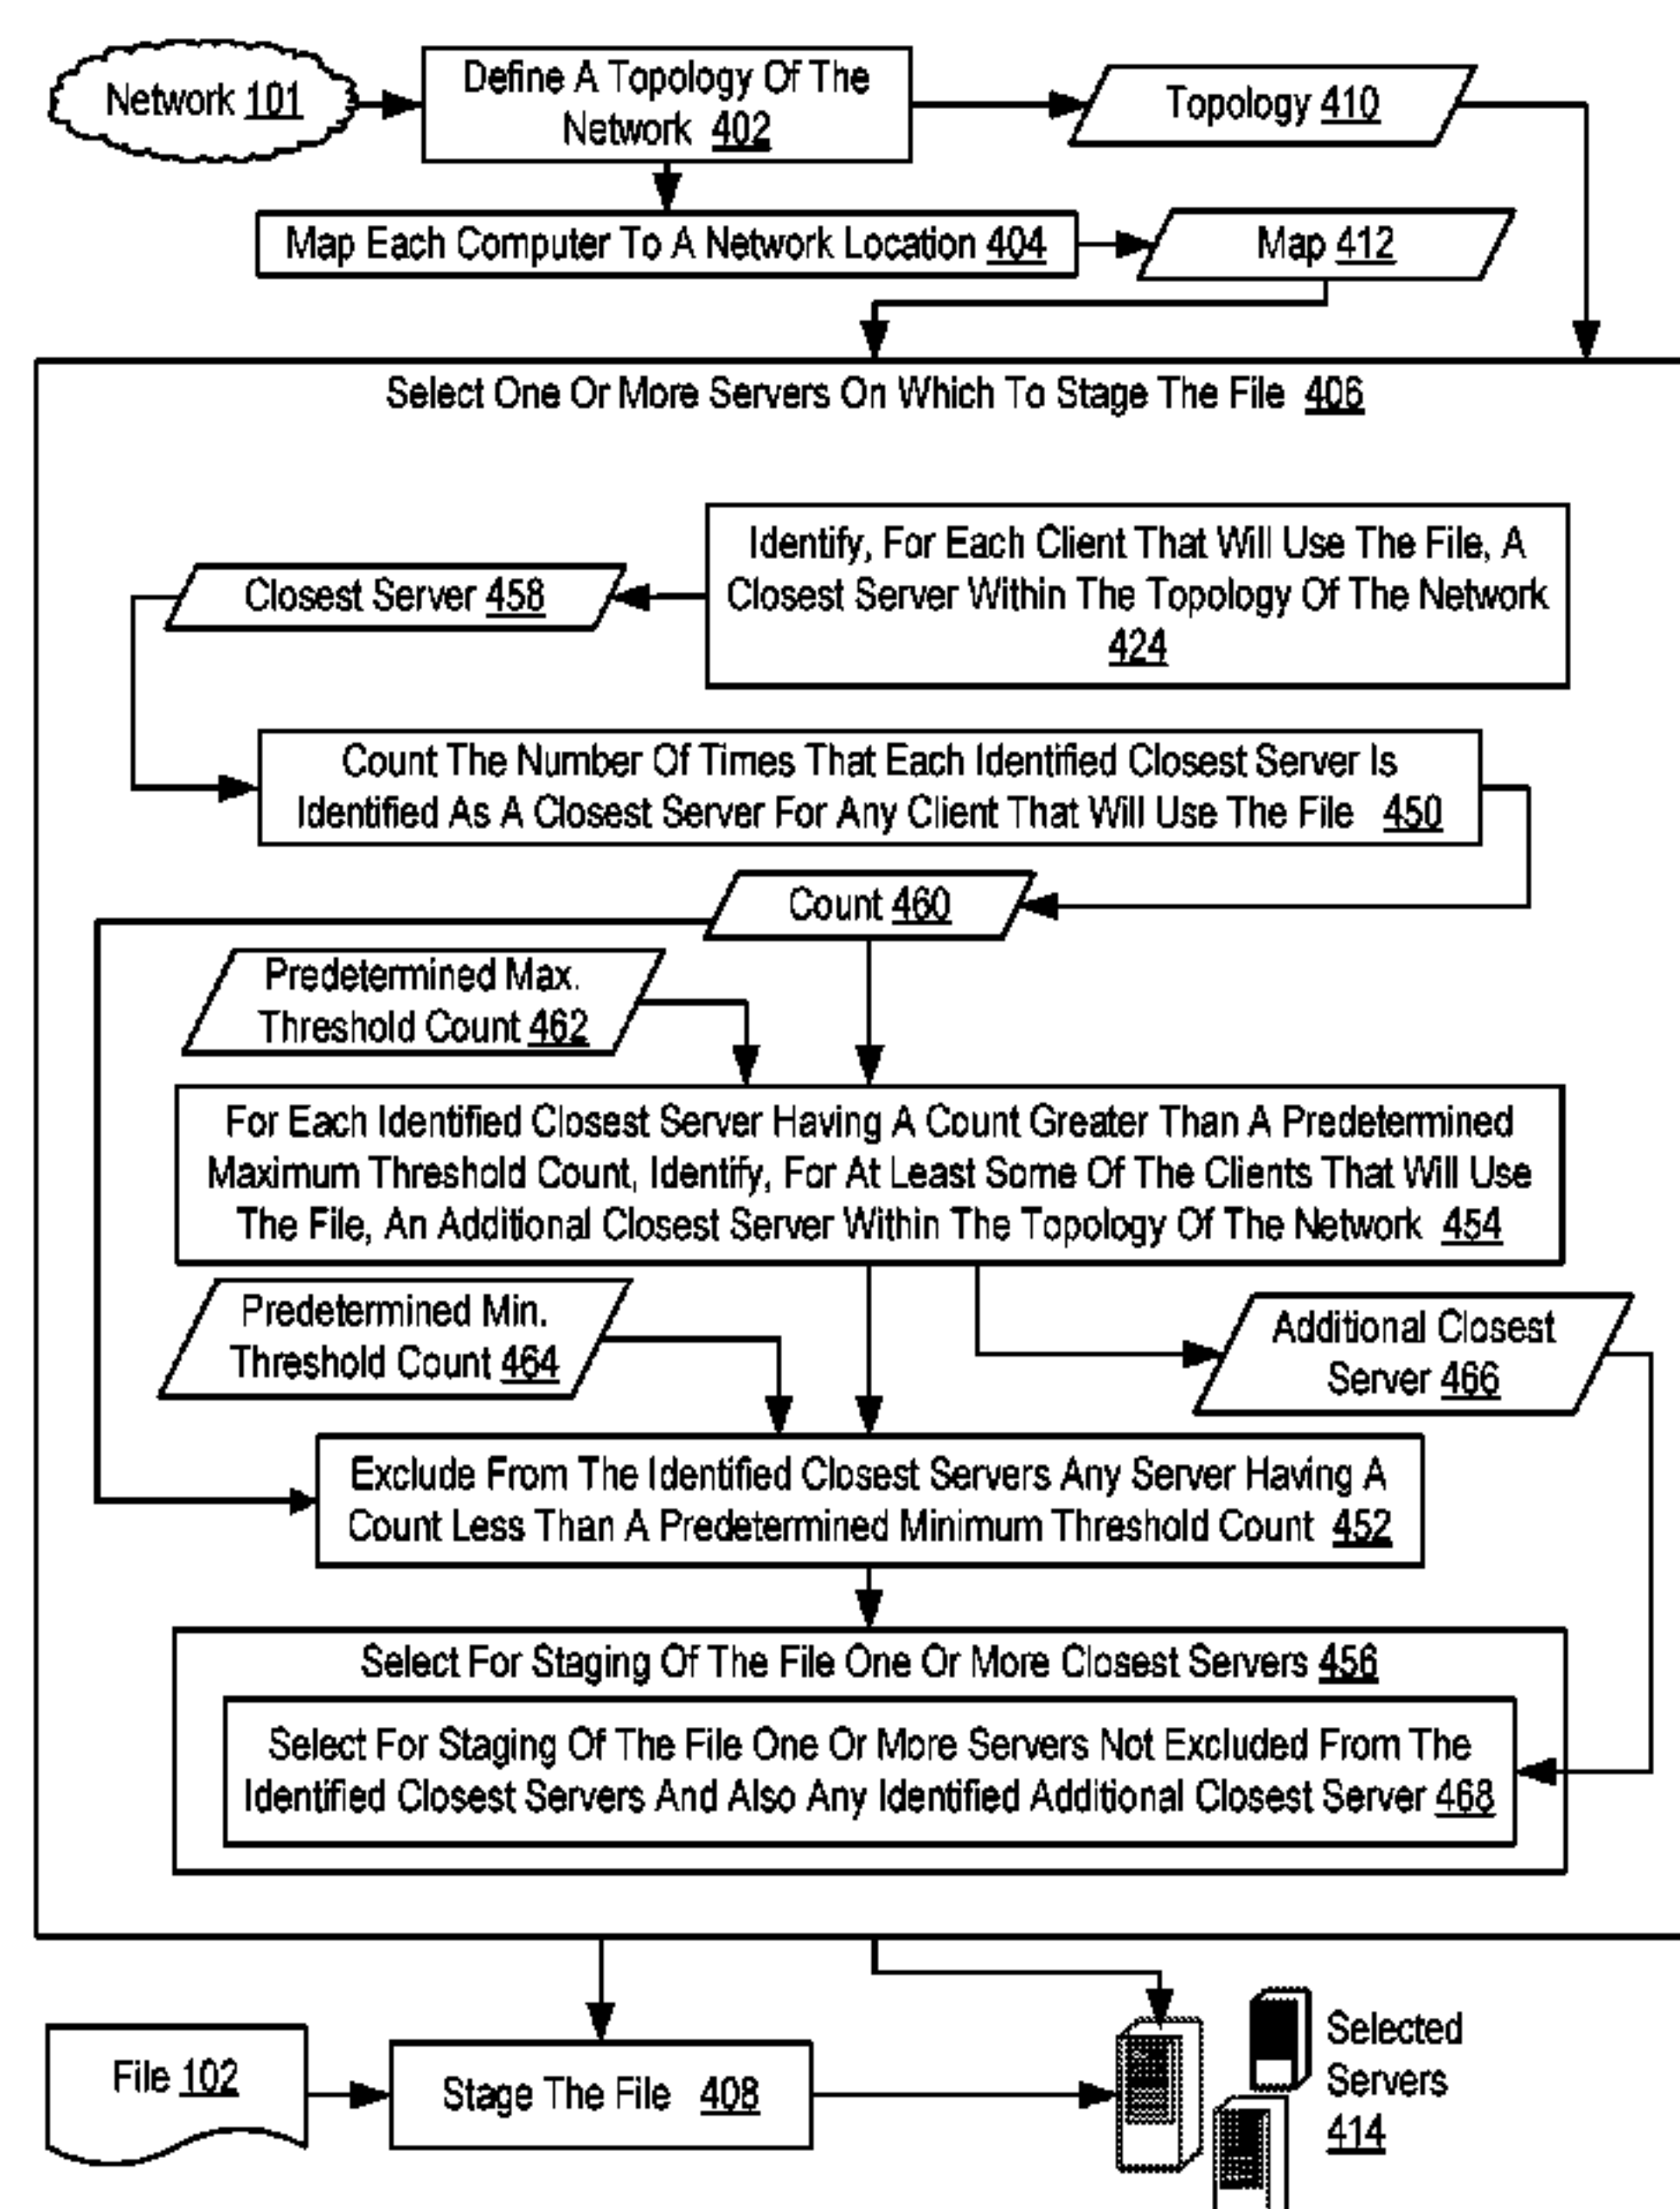 Network 101
Define A Topology Of The
Network 402
Topology 410
Map Each Computer To A Network Location 404
Map 412
Select One Or More Servers On Which To Stage The File 406
Identify, For Each Client That Will Use The File, A
Closest Server Within The Topology Of The Network
424
Closest Server 458
Count The Number Of Times That Each Identified Closest Server Is
Identified As A Closest Server For Any Client That Will Use The File 450
Count 460
Predetermined Max.
Threshold Count 462
For Each Identified Closest Server Having A Count Greater Than A Predetermined
Maximum Threshold Count, Identify, For At Least Some Of The Clients That Will Use
The File, An Additional Closest Server Within The Topology Of The Network 454
Predetermined Min.
Threshold Count 464
Additional Closest
Server 466
Exclude From The Identified Closest Servers Any Server Having A
Count Less Than A Predetermined Minimum Threshold Count 452
Select For Staging Of The File One Or More Closest Servers 456
Select For Staging Of The File One Or More Servers Not Excluded From The
Identified Closest Servers And Also Any Identified Additional Closest Server 468
File 102
Stage The File 408
Selected
Servers
414